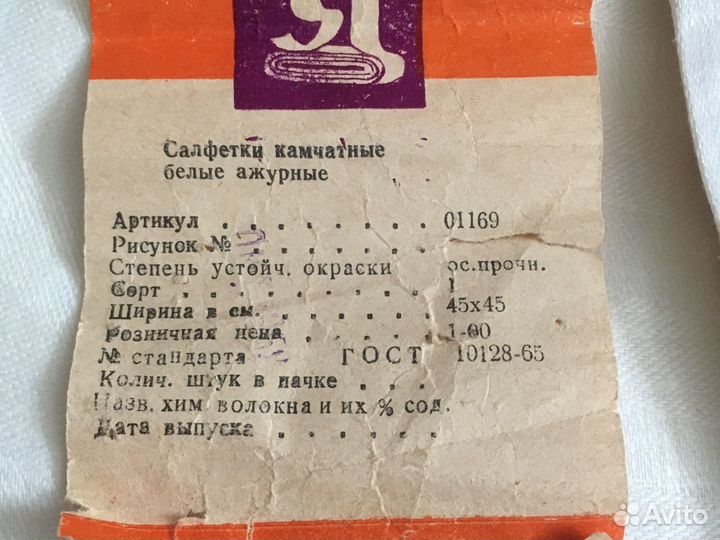 Я
Салфетки камчатные
белые ажурные
Артикул . . . . . . . . 01169
Рисунок № . . . . . . .
Степень устойч. окраски ос.прочн.
Сорт . . . . . . . . . 1
Ширина в см. . . . . . 45х45
Розничная цена . . . . . 1-00
№ стандарта ГОСТ 10128-65
Колич. штук в пачке . . .
Назв. хим волокна и их % сод.
Дата выпуска . . . . . .
Avito